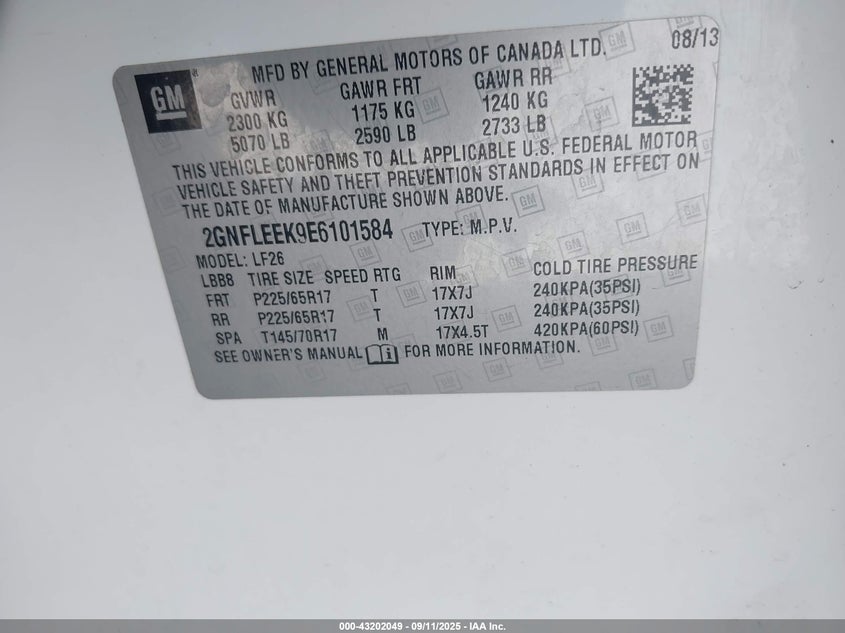 GM
MFD BY GENERAL MOTORS OF CANADA LTD. 08/13
GVWR GAWR FRT GAWR RR
2300 KG 1175 KG 1240 KG
5070 LB 2590 LB 2733 LB
THIS VEHICLE CONFORMS TO ALL APPLICABLE U.S. FEDERAL MOTOR
VEHICLE SAFETY AND THEFT PREVENTION STANDARDS IN EFFECT ON
THE DATE OF MANUFACTURE SHOWN ABOVE.
2GNFLEEK9E6101584 TYPE: M.P.V.
MODEL: LF26
LBB8 TIRE SIZE SPEED RTG RIM COLD TIRE PRESSURE
FRT P225/65R17 T 17X7J 240KPA(35PSI)
RR P225/65R17 T 17X7J 240KPA(35PSI)
SPA T145/70R17 M 17X4.5T 420KPA(60PSI)
SEE OWNER'S MANUAL FOR MORE INFORMATION.
000-43202049 - 09/11/2025 - IAA Inc.